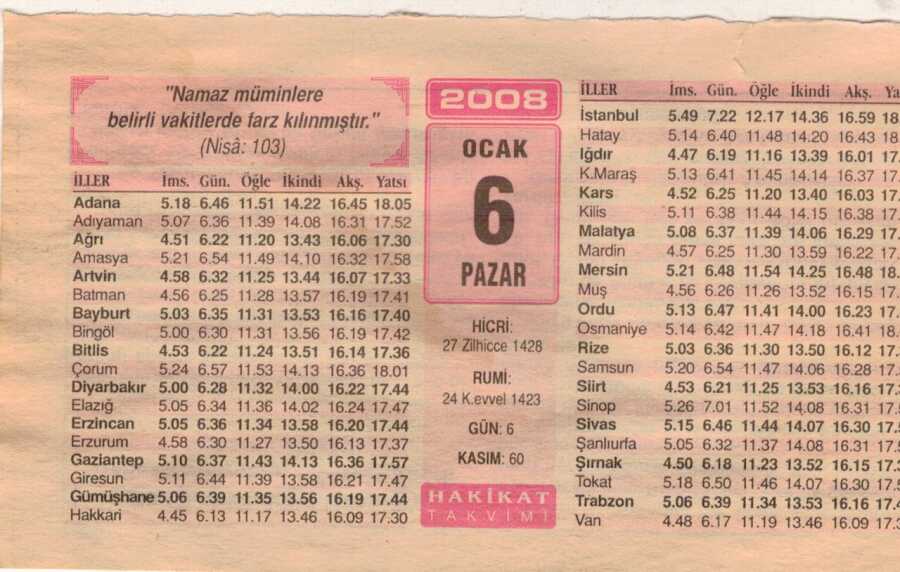 "Namaz müminlere
belirli vakitlerde farz kılınmıştır."
(Nisâ: 103)
İLLER İms. Gün. Öğle İkindi Akş. Yatsı
Adana 5.18 6.46 11.51 14.22 16.45 18.05
Adıyaman 5.07 6.36 11.39 14.08 16.31 17.52
Ağrı 4.51 6.22 11.20 13.43 16.06 17.30
Amasya 5.21 6.54 11.49 14.10 16.32 17.58
Artvin 4.58 6.32 11.25 13.44 16.07 17.33
Batman 4.56 6.25 11.28 13.57 16.19 17.41
Bayburt 5.03 6.35 11.31 13.53 16.16 17.40
Bingöl 5.00 6.30 11.31 13.56 16.19 17.42
Bitlis 4.53 6.22 11.24 13.51 16.14 17.36
Çorum 5.24 6.57 11.53 14.13 16.36 18.01
Diyarbakır 5.00 6.28 11.32 14.00 16.22 17.44
Elazığ 5.05 6.34 11.36 14.02 16.24 17.47
Erzincan 5.05 6.36 11.34 13.58 16.20 17.44
Erzurum 4.58 6.30 11.27 13.50 16.13 17.37
Gaziantep 5.10 6.37 11.43 14.13 16.36 17.57
Giresun 5.11 6.44 11.39 13.58 16.21 17.47
Gümüşhane 5.06 6.39 11.35 13.56 16.19 17.44
Hakkari 4.45 6.13 11.17 13.46 16.09 17.30
2008
OCAK
6
PAZAR
HİCRİ:
27 Zilhicce 1428
RUMİ:
24 K.evvel 1423
GÜN: 6
KASIM: 60
HAKİKAT
TAKVİMİ
İLLER İms. Gün. Öğle İkindi Akş. Ya
İstanbul 5.49 7.22 12.17 14.36 16.59 18
Hatay 5.14 6.40 11.48 14.20 16.43 18
Iğdır 4.47 6.19 11.16 13.39 16.01 17.
K.Maraş 5.13 6.41 11.45 14.14 16.37 17.
Kars 4.52 6.25 11.20 13.40 16.03 17.
Kilis 5.11 6.38 11.44 14.15 16.38 17.
Malatya 5.08 6.37 11.39 14.06 16.29 17.
Mardin 4.57 6.25 11.30 13.59 16.22 17.
Mersin 5.21 6.48 11.54 14.25 16.48 18.
Muş 4.56 6.26 11.26 13.52 16.15 17.
Ordu 5.13 6.47 11.41 14.00 16.23 17.
Osmaniye 5.14 6.42 11.47 14.18 16.41 18.
Rize 5.03 6.36 11.30 13.50 16.12 17.
Samsun 5.20 6.54 11.47 14.06 16.28 17.
Siirt 4.53 6.21 11.25 13.53 16.16 17.
Sinop 5.26 7.01 11.52 14.08 16.31 17.
Sivas 5.15 6.46 11.44 14.07 16.30 17.
Şanlıurfa 5.05 6.32 11.37 14.08 16.31 17.
Şırnak 4.50 6.18 11.23 13.52 16.15 17.
Tokat 5.18 6.50 11.46 14.07 16.30 17.
Trabzon 5.06 6.39 11.34 13.53 16.16 17.
Van 4.48 6.17 11.19 13.46 16.09 17.